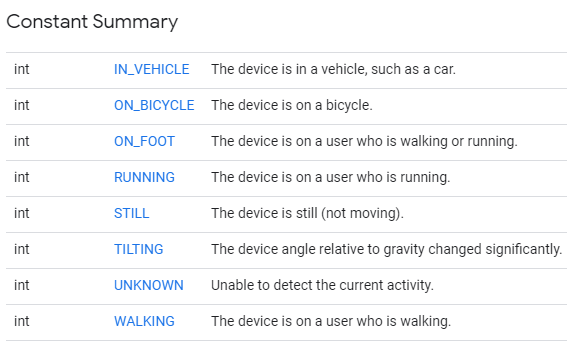 Constant Summary
int IN_VEHICLE The device is in a vehicle, such as a car.
int ON_BICYCLE The device is on a bicycle.
int ON_FOOT The device is on a user who is walking or running.
int RUNNING The device is on a user who is running.
int STILL The device is still (not moving).
int TILTING The device angle relative to gravity changed significantly.
int UNKNOWN Unable to detect the current activity.
int WALKING The device is on a user who is walking.